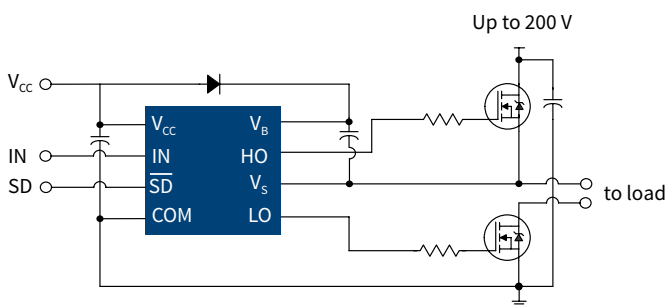 Up to 200 V
VCC
IN
SD
VCC
IN
SD
COM
VB
HO
VS
LO
to load